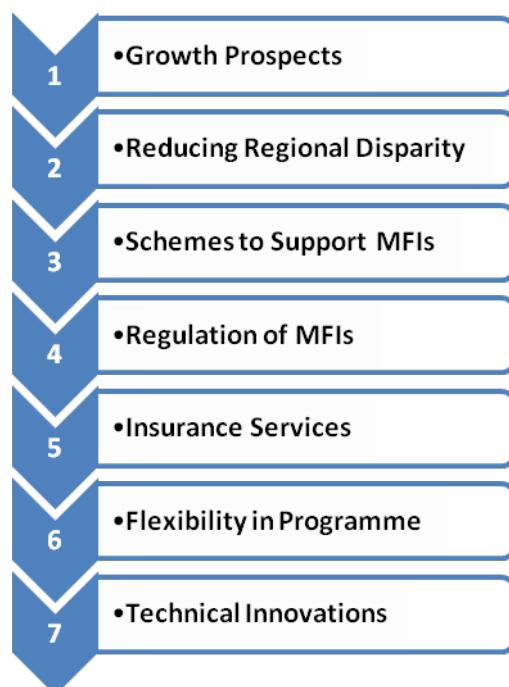 1
•Growth Prospects
2
•Reducing Regional Disparity
3
•Schemes to Support MFIs
4
•Regulation of MFIs
5
•Insurance Services
6
•Flexibility in Programme
7
•Technical Innovations